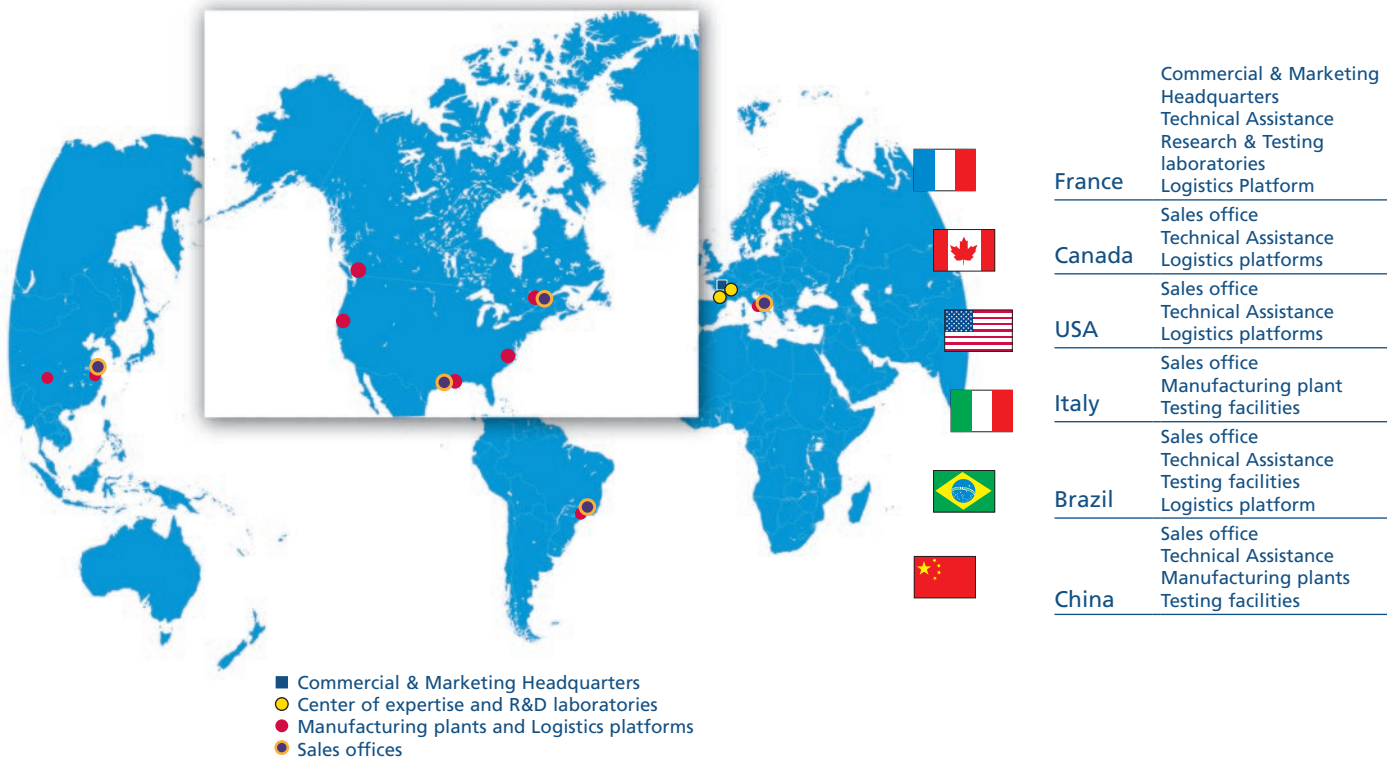 Commercial & Marketing
Headquarters
Technical Assistance
Research & Testing
laboratories
France
Logistics Platform
Sales office
Technical Assistance
Canada
Logistics platforms
Sales office
Technical Assistance
USA
Logistics platforms
Sales office
Manufacturing plant
Italy
Testing facilities
Sales office
Technical Assistance
Testing facilities
Brazil
Logistics platform
Sales office
Technical Assistance
Manufacturing plants
China
Testing facilities
Commercial & Marketing Headquarters
Center of expertise and R&D laboratories
Manufacturing plants and Logistics platforms
Sales offices